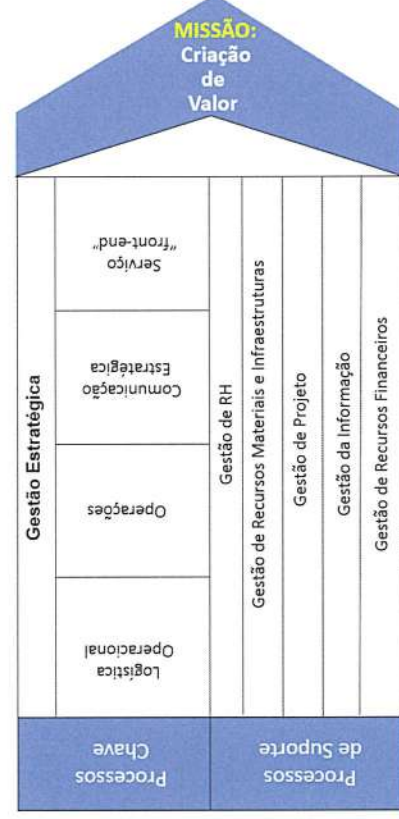 MISSÃO:
Criação
de
Valor
Gestão Estratégica
Processos
Chave
Logística
Operacional
Operações
Comunicação
Estratégica
Serviço
"front-end"
Processos
de Suporte
Gestão de RH
Gestão de Recursos Materiais e Infraestruturas
Gestão de Projeto
Gestão da Informação
Gestão de Recursos Financeiros